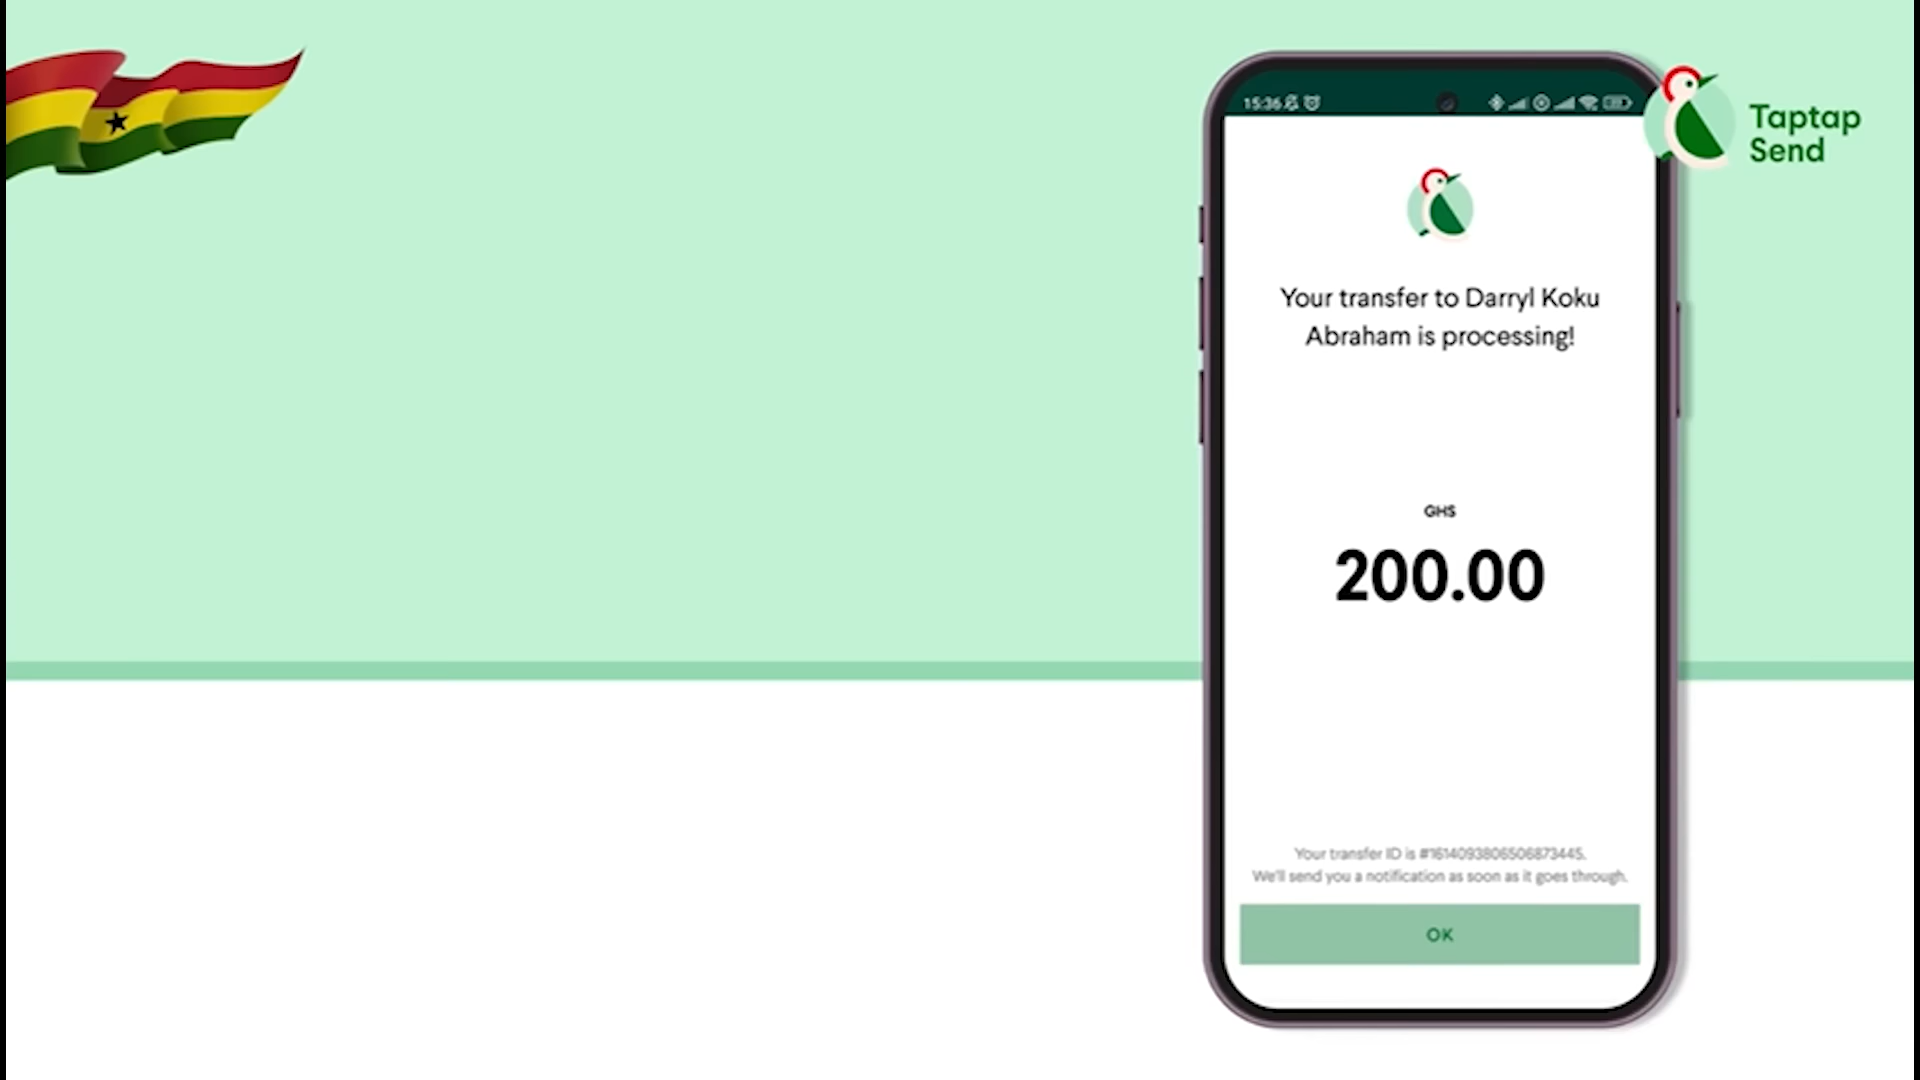 15:36
Taptap
Send
Your transfer to Darryl Koku
Abraham is processing!
GHS
200.00
Your transfer ID is #1614093806506873445.
We'll send you a notification as soon as it goes through.
OK